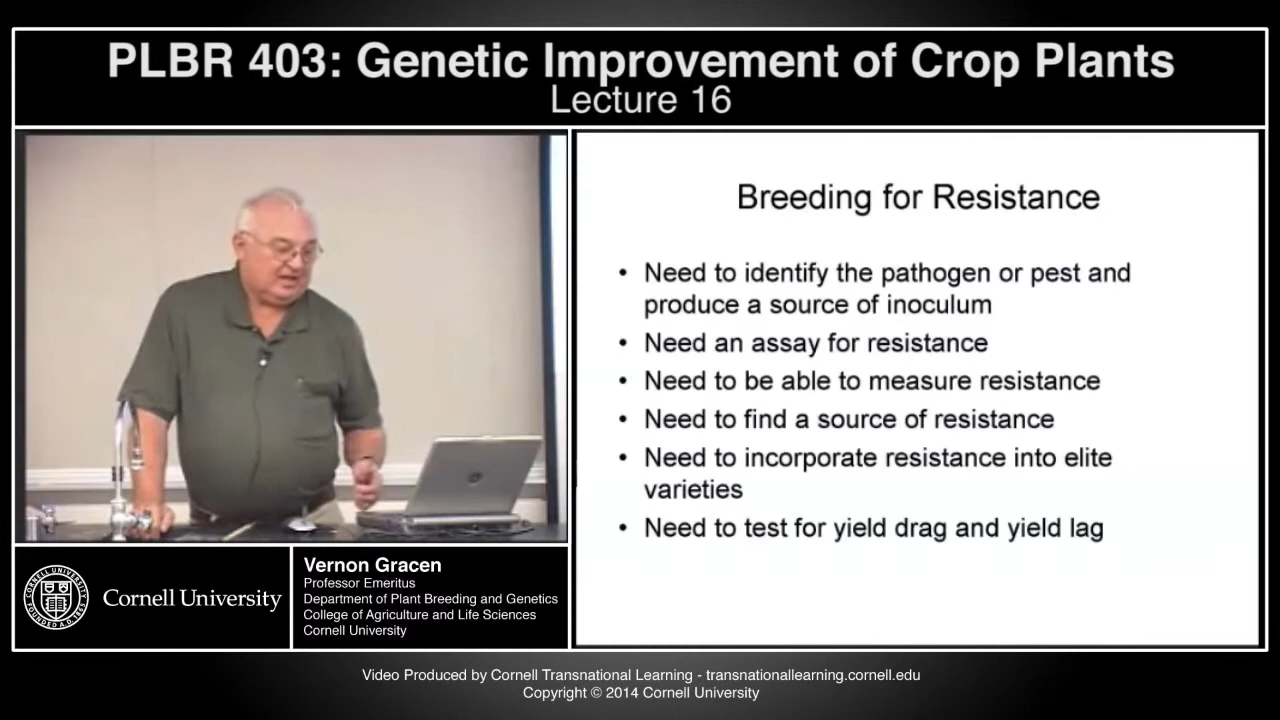 PLBR 403: Genetic Improvement of Crop Plants
Lecture 16
Breeding for Resistance
• Need to identify the pathogen or pest and
produce a source of inoculum
• Need an assay for resistance
• Need to be able to measure resistance
• Need to find a source of resistance
• Need to incorporate resistance into elite
varieties
• Need to test for yield drag and yield lag
Cornell University
Vernon Gracen
Professor Emeritus
Department of Plant Breeding and Genetics
College of Agriculture and Life Sciences
Cornell University
Video Produced by Cornell Transnational Learning - transnationallearning.cornell.edu
Copyright © 2014 Cornell University